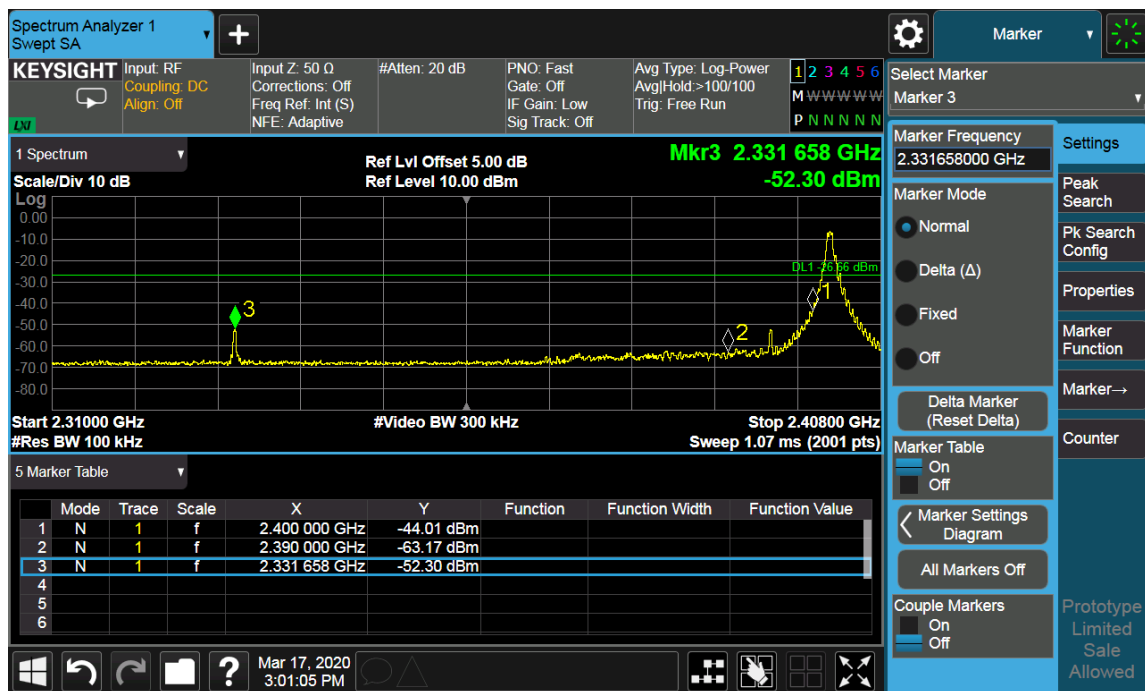 Spectrum Analyzer 1
Swept SA
+
Marker
KEYSIGHT
LXI
Input: RF
Coupling: DC
Align: Off
Input Z: 50 Ω
Corrections: Off
Freq Ref: Int (S)
NFE: Adaptive
#Atten: 20 dB
PNO: Fast
Gate: Off
IF Gain: Low
Sig Track: Off
Avg Type: Log-Power
Avg|Hold:>100/100
Trig: Free Run
1 2 3 4 5 6
M W W W W W
P N N N N N
Select Marker
Marker 3
1 Spectrum
Scale/Div 10 dB
Ref Lvl Offset 5.00 dB
Ref Level 10.00 dBm
Mkr3 2.331 658 GHz
-52.30 dBm
Log
0.00
-10.0
-20.0
-30.0
-40.0
-50.0
-60.0
-70.0
-80.0
DL1 -26.66 dBm
1
2
3
Start 2.31000 GHz
#Video BW 300 kHz
Stop 2.40800 GHz
#Res BW 100 kHz
Sweep 1.07 ms (2001 pts)
5 Marker Table
Mode Trace Scale X Y Function Function Width Function Value
1 N 1 f 2.400 000 GHz -44.01 dBm
2 N 1 f 2.390 000 GHz -63.17 dBm
3 N 1 f 2.331 658 GHz -52.30 dBm
4
5
6
Marker Frequency
2.331658000 GHz
Marker Mode
Normal
Delta (Δ)
Fixed
Off
Delta Marker
(Reset Delta)
Marker Table
On
Off
Marker Settings
Diagram
All Markers Off
Couple Markers
On
Off
Settings
Peak
Search
Pk Search
Config
Properties
Marker
Function
Marker→
Counter
Prototype
Limited
Sale
Allowed
?
Mar 17, 2020
3:01:05 PM